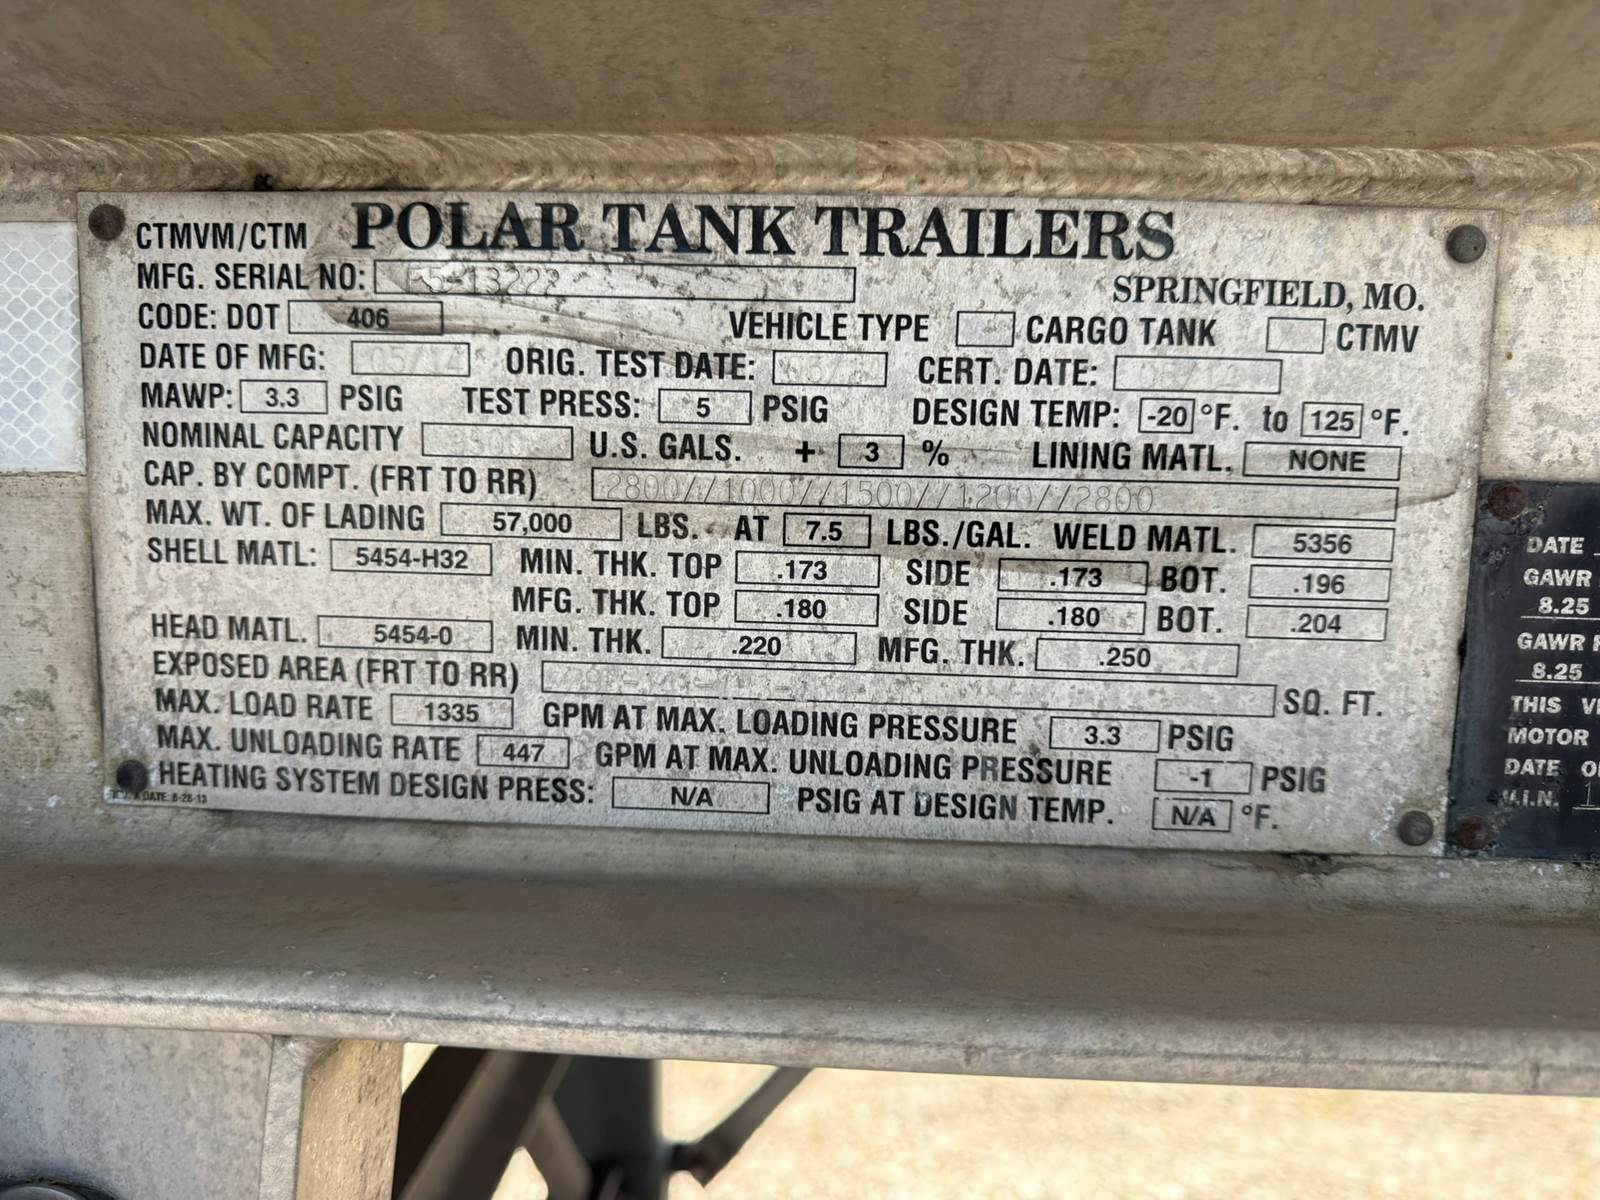 POLAR TANK TRAILERS
CTMVM/CTM
SPRINGFIELD, MO.
MFG. SERIAL NO:
CODE: DOT 406 VEHICLE TYPE CARGO TANK CTMV
DATE OF MFG: 05/14 ORIG. TEST DATE: CERT. DATE:
MAWP: 3.3 PSIG TEST PRESS: 5 PSIG DESIGN TEMP: -20 °F. to 125 °F.
NOMINAL CAPACITY U.S. GALS. + 3 % LINING MATL. NONE
CAP. BY COMPT. (FRT TO RR) 2800//1000//1500//1200//2800
MAX. WT. OF LADING 57,000 LBS. AT 7.5 LBS./GAL. WELD MATL. 5356
SHELL MATL: 5454-H32 MIN. THK. TOP .173 SIDE .173 BOT. .196
MFG. THK. TOP .180 SIDE .180 BOT. .204
HEAD MATL. 5454-0 MIN. THK. .220 MFG. THK. .250
EXPOSED AREA (FRT TO RR) SQ. FT.
MAX. LOAD RATE 1335 GPM AT MAX. LOADING PRESSURE 3.3 PSIG
MAX. UNLOADING RATE 447 GPM AT MAX. UNLOADING PRESSURE -1 PSIG
HEATING SYSTEM DESIGN PRESS: N/A PSIG AT DESIGN TEMP. N/A °F.
DATE 8-28-13
DATE
GAWR
8.25
GAWR
8.25
THIS
MOTOR
DATE
V.I.N. 1